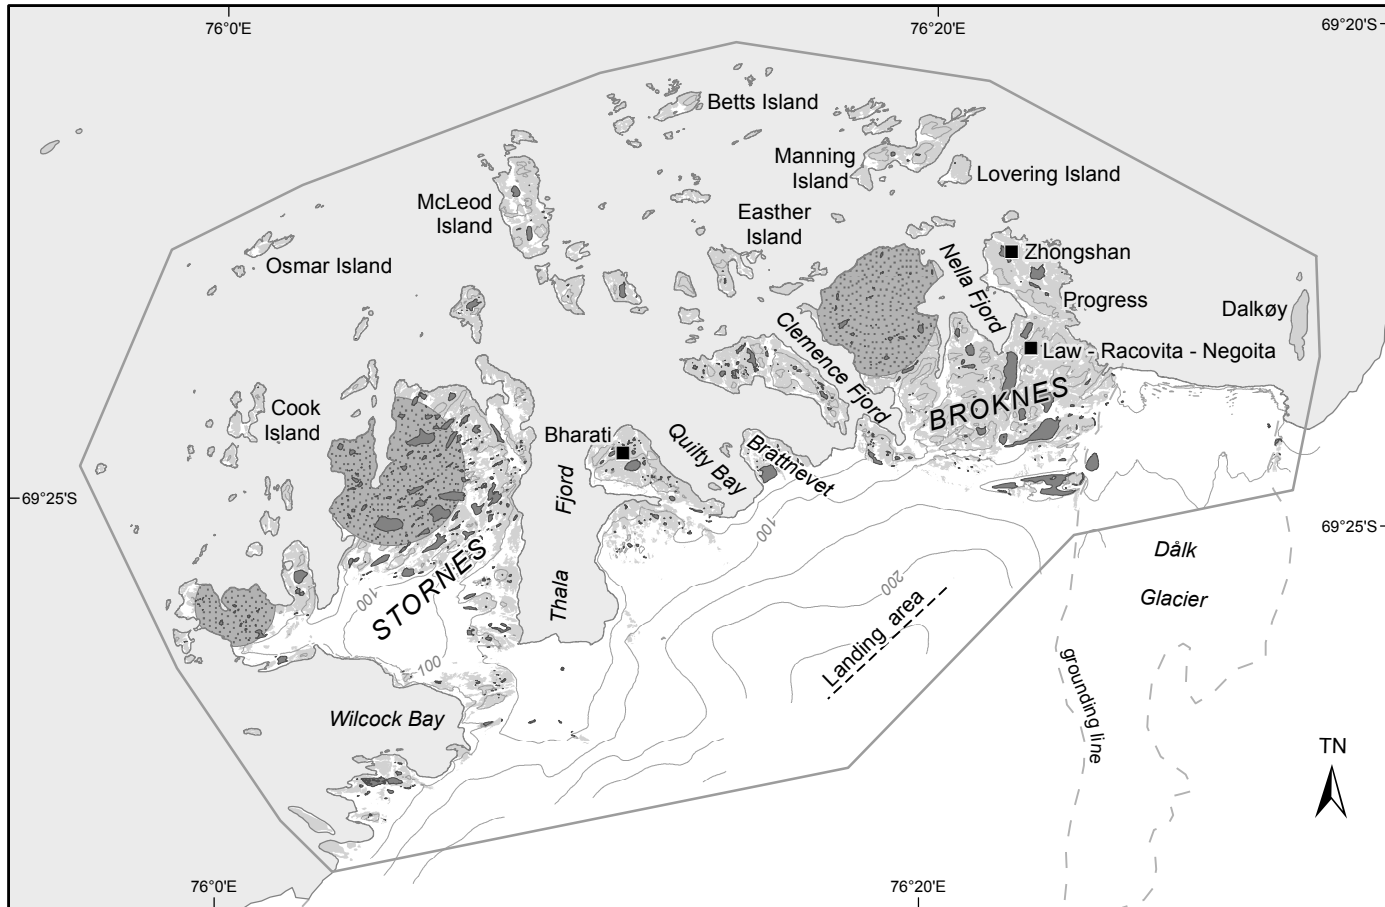 76°0'E
76°20'E
69°20'S
Betts Island
Manning
Island
Lovering Island
McLeod
Island
Easther
Island
Osmar Island
Nella Fjord
Zhongshan
Progress
Dalkøy
Clemence Fjord
Law - Racovita - Negoita
BROKNES
Cook
Island
Bharati
Quilty Bay
Brattnevet
69°25'S
Thala Fjord
100
69°25'S
STORNES
100
200
Landing area
Dålk
Glacier
100
grounding line
Wilcock Bay
TN
76°0'E
76°20'E